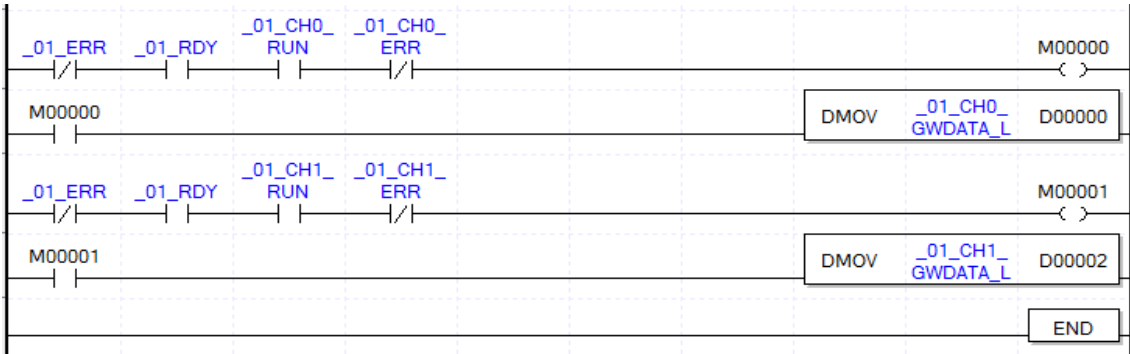 _01_CH0_ _01_CH0_
_01_ERR _01_RDY RUN ERR M00000
M00000 DMOV _01_CH0_ D00000
GWDATA_L
_01_CH1_ _01_CH1_
_01_ERR _01_RDY RUN ERR M00001
M00001 DMOV _01_CH1_ D00002
GWDATA_L
END